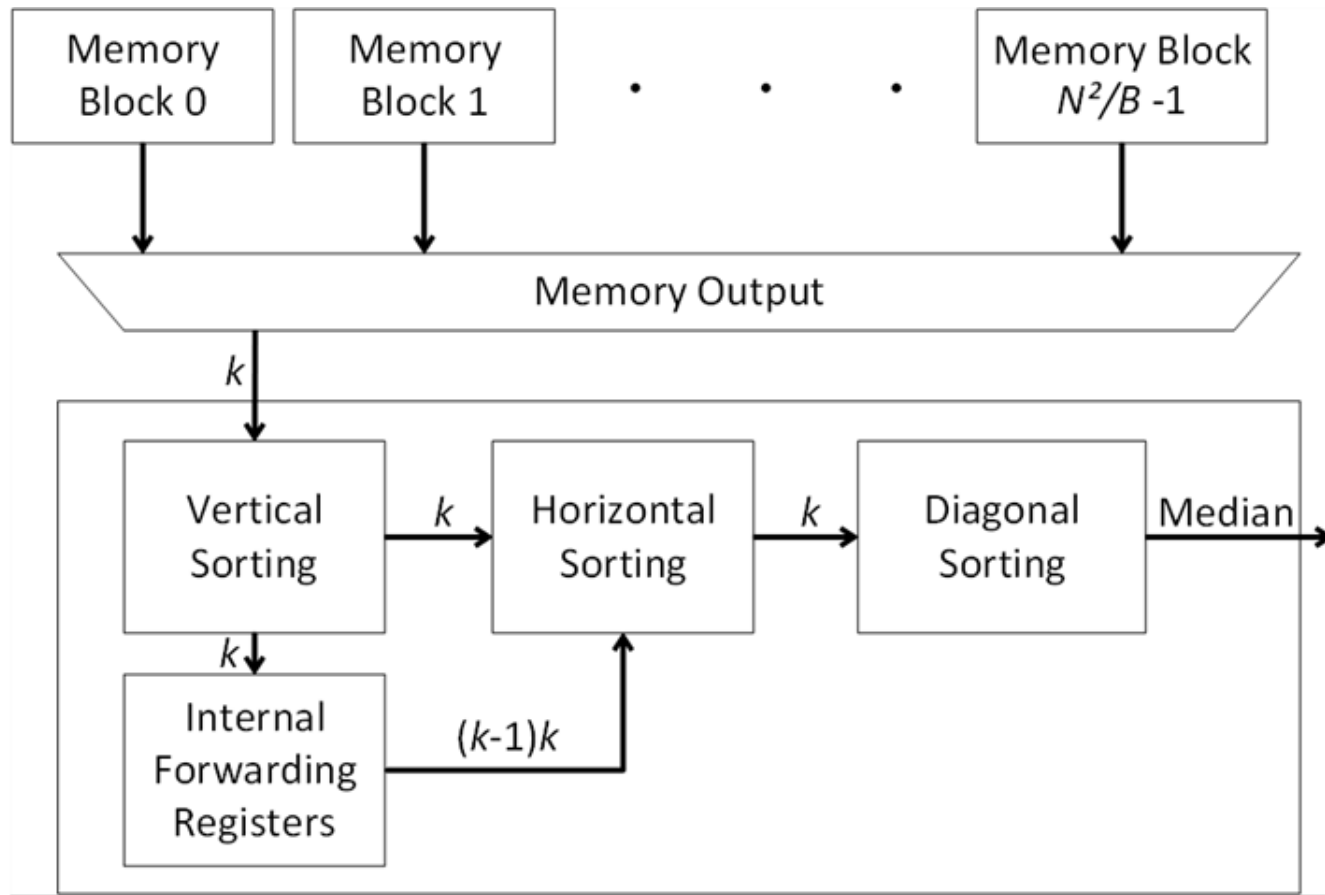 Memory
Block 0
Memory
Block 1
. . .
Memory Block
N²/B -1
Memory Output
k
Vertical
Sorting
k
Horizontal
Sorting
k
Diagonal
Sorting
Median
k
Internal
Forwarding
Registers
(k-1)k